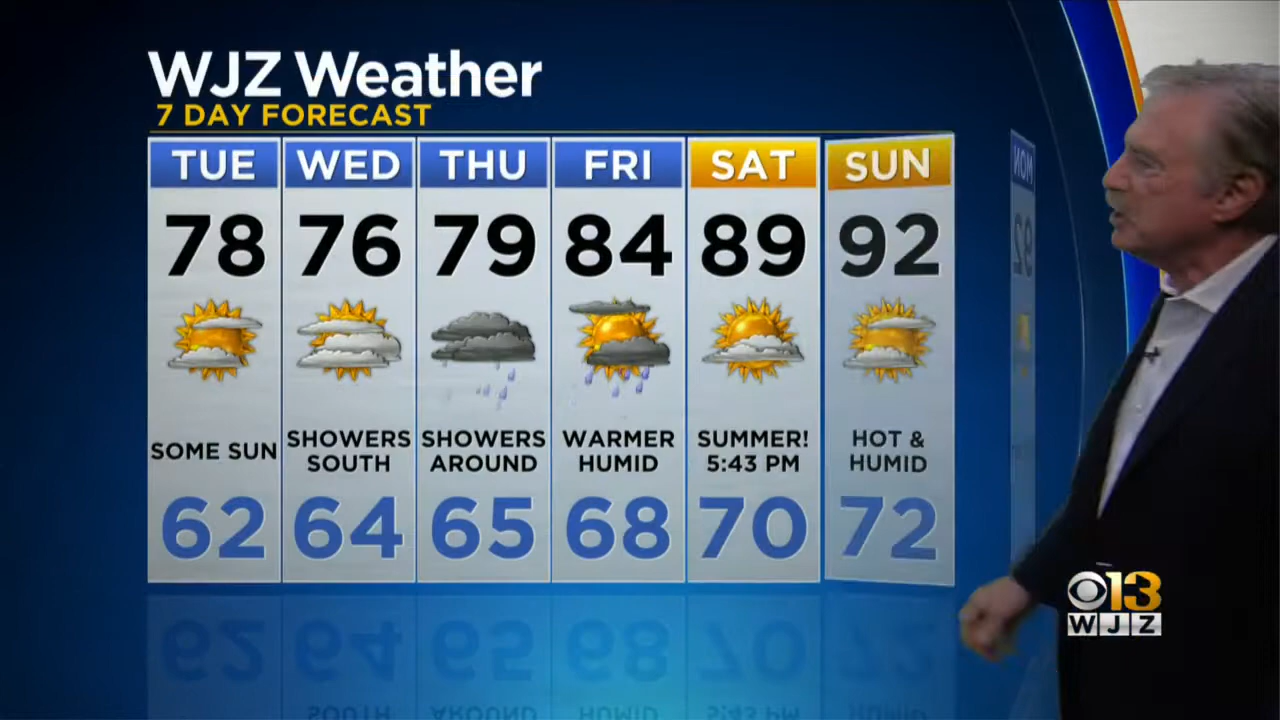 WJZ Weather
7 DAY FORECAST
TUE WED THU FRI SAT SUN MON
78 76 79 84 89 92 92
SOME SUN
SHOWERS SOUTH
SHOWERS AROUND
WARMER HUMID
SUMMER! 5:43 PM
HOT & HUMID
62 64 65 68 70 72
13
WJZ